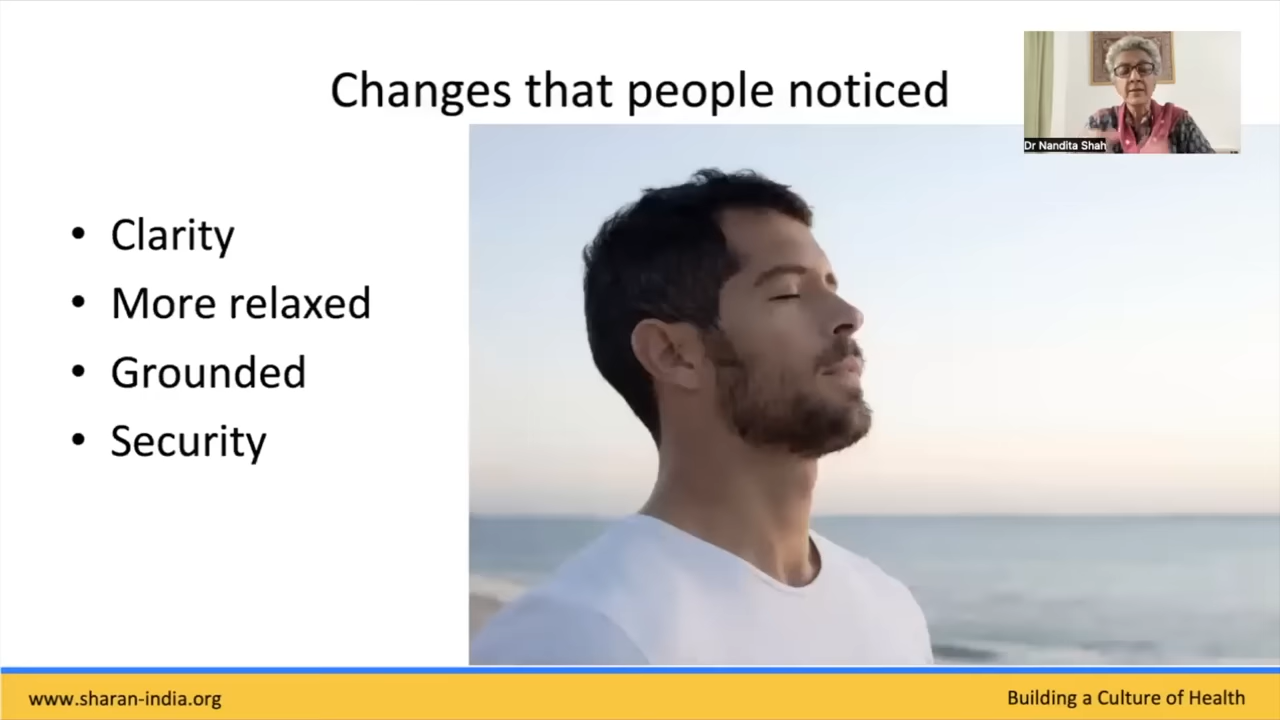 Changes that people noticed
Dr Nandita Shah
• Clarity
• More relaxed
• Grounded
• Security
www.sharan-india.org
Building a Culture of Health